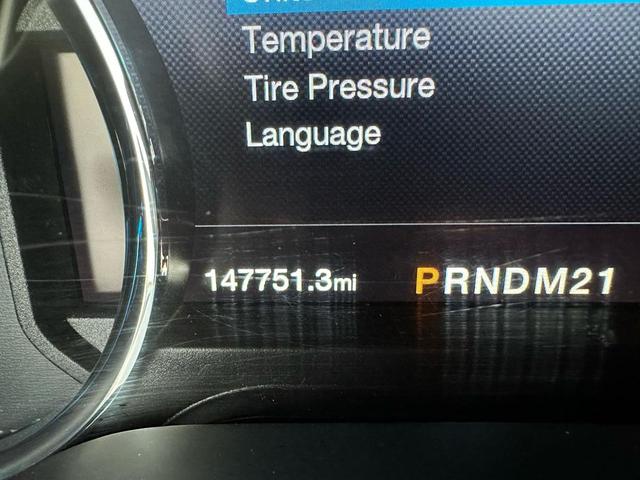 Temperature
Tire Pressure
Language
147751.3mi PRNDM21